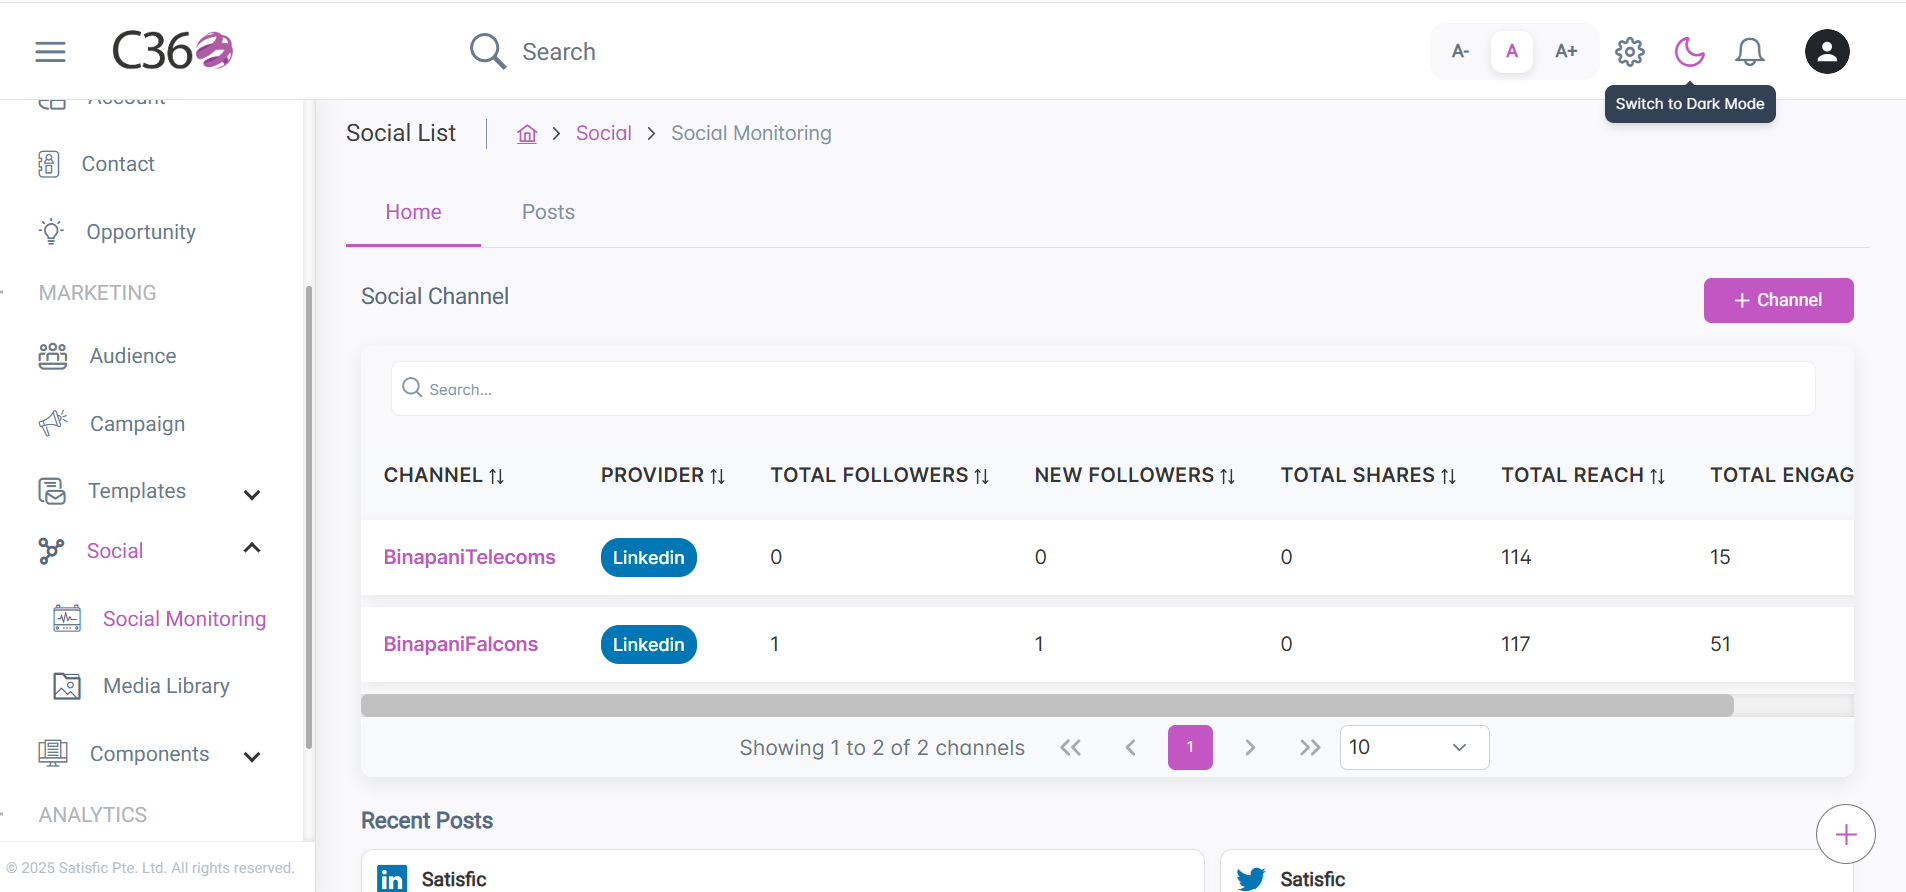 C360
Search
A-
A
A+
Switch to Dark Mode
Account
Contact
Opportunity
MARKETING
Audience
Campaign
Templates
Social
Social Monitoring
Media Library
Components
ANALYTICS
© 2025 Satisfic Pte. Ltd. All rights reserved.
Social List
Social > Social Monitoring
Home
Posts
Social Channel
+ Channel
Search...
CHANNEL PROVIDER TOTAL FOLLOWERS NEW FOLLOWERS TOTAL SHARES TOTAL REACH TOTAL ENGAG
BinapaniTelecoms Linkedin 0 0 0 114 15
BinapaniFalcons Linkedin 1 1 0 117 51
Showing 1 to 2 of 2 channels
1
10
Recent Posts
in Satisfic
Satisfic